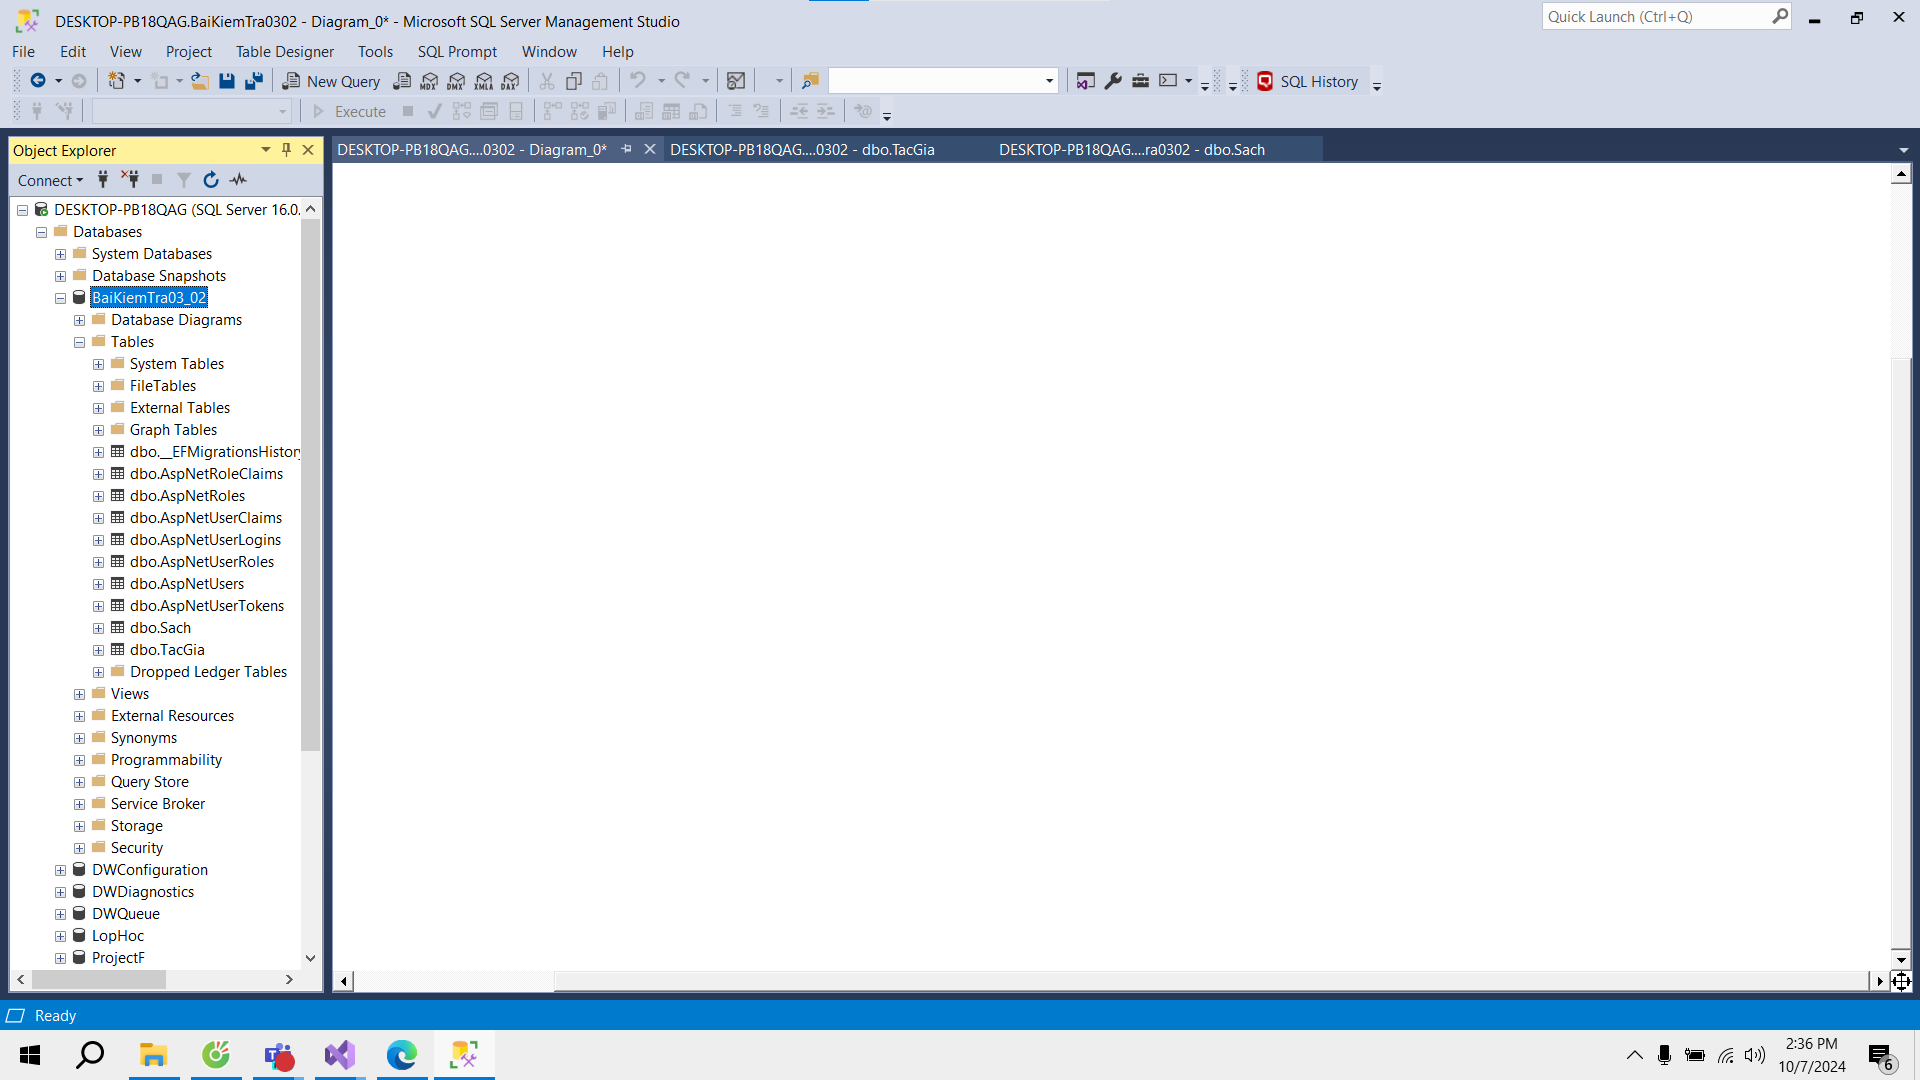 DESKTOP-PB18QAG.BaiKiemTra0302 - Diagram_0* - Microsoft SQL Server Management Studio
Quick Launch (Ctrl+Q)
File Edit View Project Table Designer Tools SQL Prompt Window Help
New Query MDX DMX XMLA DAX SQL History
Execute
Object Explorer
DESKTOP-PB18QAG....0302 - Diagram_0* DESKTOP-PB18QAG....0302 - dbo.TacGia DESKTOP-PB18QAG....ra0302 - dbo.Sach
Connect
DESKTOP-PB18QAG (SQL Server 16.0.
Databases
System Databases
Database Snapshots
BaiKiemTra03_02
Database Diagrams
Tables
System Tables
FileTables
External Tables
Graph Tables
dbo.__EFMigrationsHistory
dbo.AspNetRoleClaims
dbo.AspNetRoles
dbo.AspNetUserClaims
dbo.AspNetUserLogins
dbo.AspNetUserRoles
dbo.AspNetUsers
dbo.AspNetUserTokens
dbo.Sach
dbo.TacGia
Dropped Ledger Tables
Views
External Resources
Synonyms
Programmability
Query Store
Service Broker
Storage
Security
DWConfiguration
DWDiagnostics
DWQueue
LopHoc
ProjectF
Ready
2:36 PM
10/7/2024
6